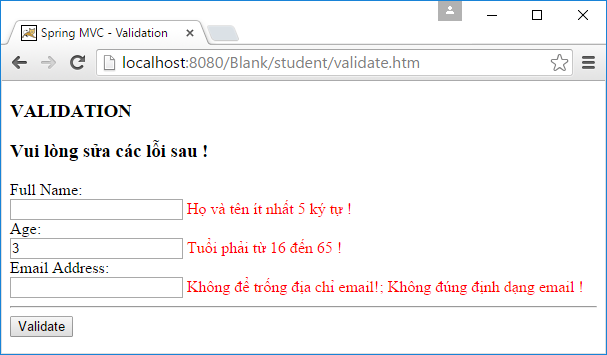 Spring MVC - Validation
localhost:8080/Blank/student/validate.htm
VALIDATION
Vui lòng sửa các lỗi sau !
Full Name:
Họ và tên ít nhất 5 ký tự !
Age:
3 Tuổi phải từ 16 đến 65 !
Email Address:
Không để trống địa chỉ email!; Không đúng định dạng email !
Validate